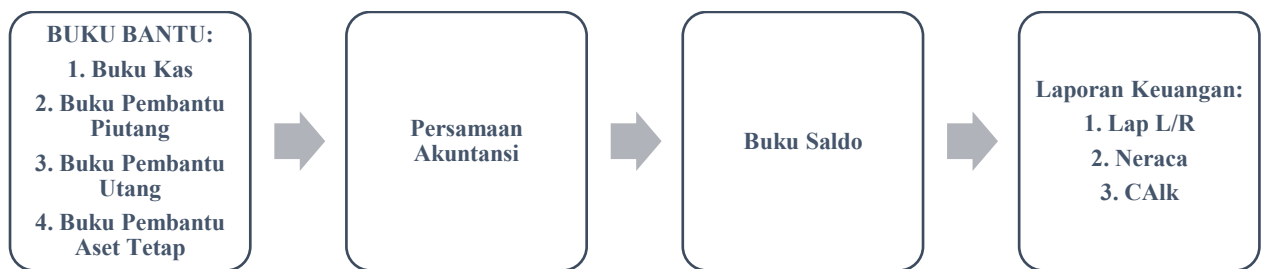 BUKU BANTU:
1. Buku Kas
2. Buku Pembantu
Piutang
3. Buku Pembantu
Utang
4. Buku Pembantu
Aset Tetap
Persamaan
Akuntansi
Buku Saldo
Laporan Keuangan:
1. Lap L/R
2. Neraca
3. CAlk